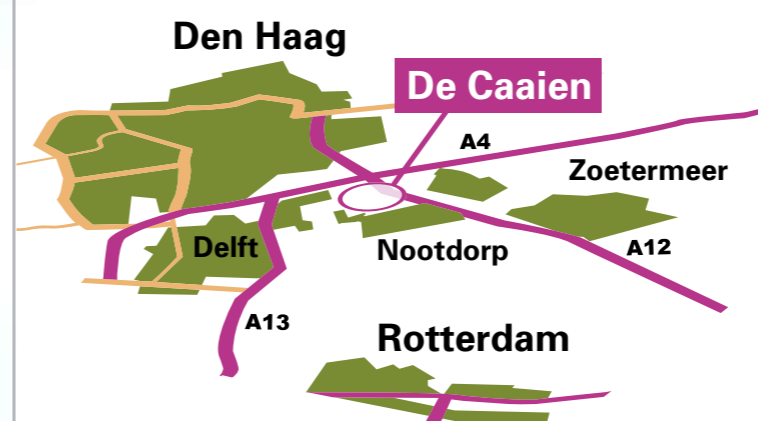 Den Haag
De Caaien
A4
Zoetermeer
Delft
Nootdorp
A12
A13
Rotterdam